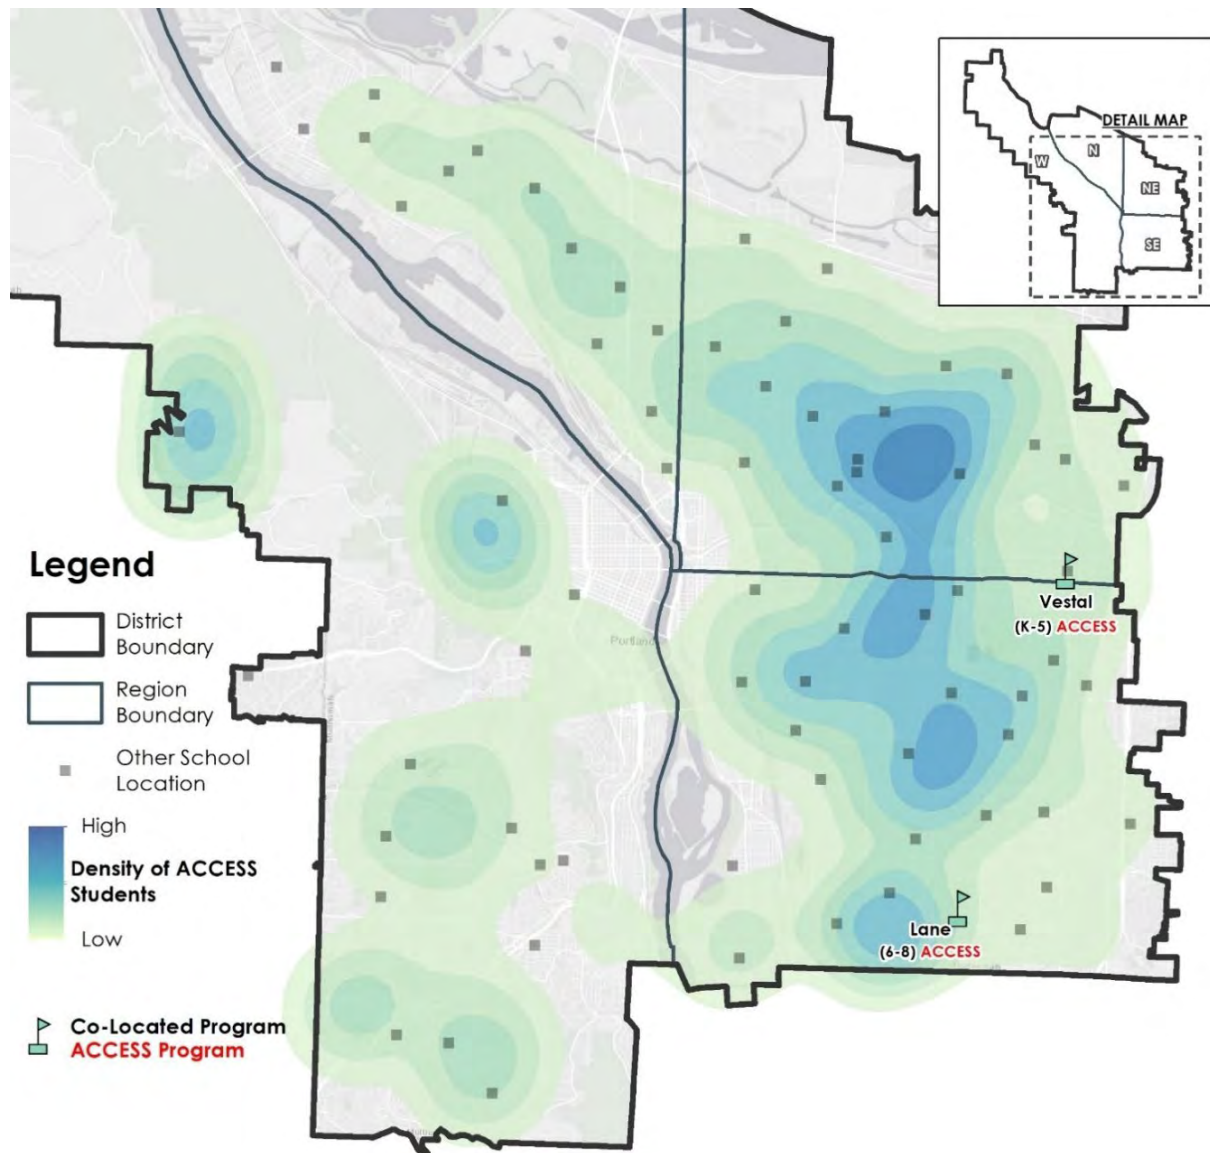 DETAIL MAP
W
N
NE
SE
Legend
District
Boundary
Region
Boundary
Other School
Location
High
Density of ACCESS
Students
Low
Co-Located Program
ACCESS Program
Portland
Vestal
(K-5) ACCESS
Lane
(6-8) ACCESS